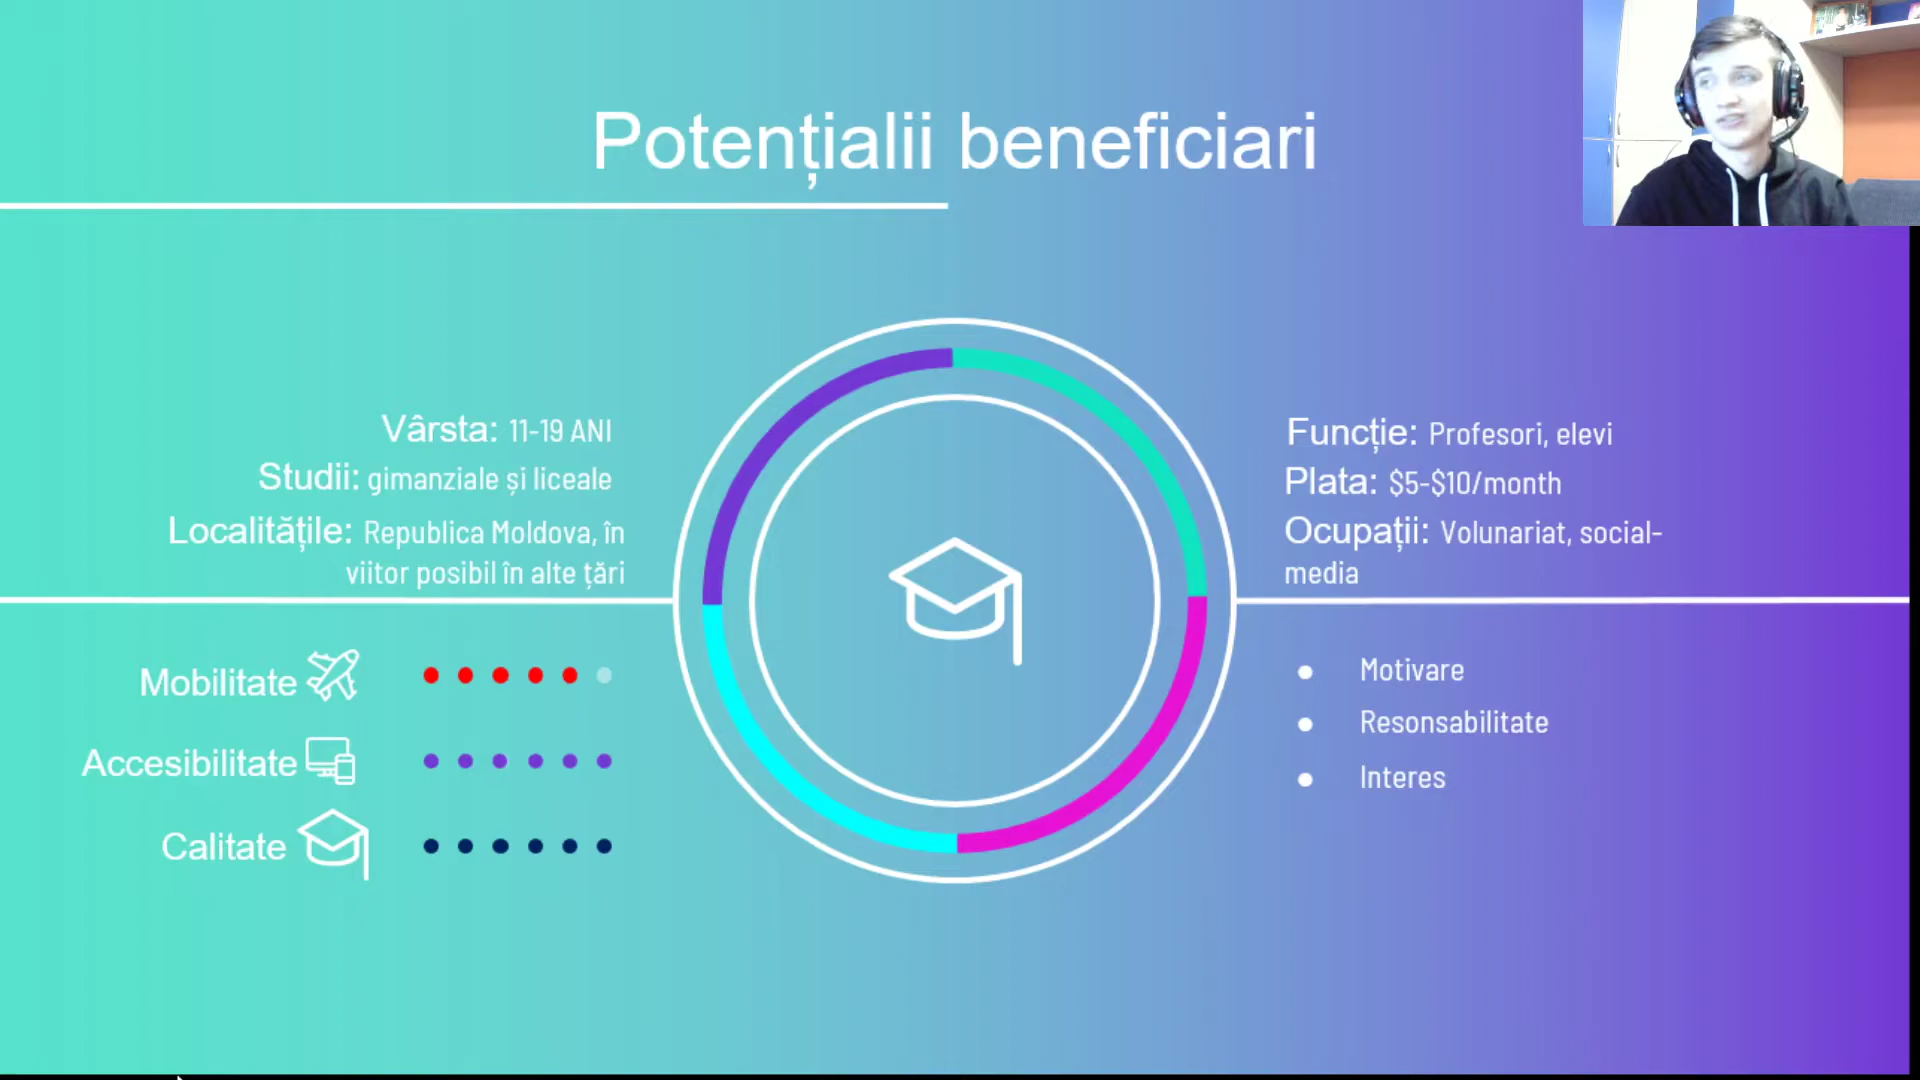 Potențialii beneficiari
Vârsta: 11-19 ANI
Studii: gimanziale și liceale
Localitățile: Republica Moldova, în
viitor posibil în alte țări
Mobilitate
Accesibilitate
Calitate
Funcție: Profesori, elevi
Plata: $5-$10/month
Ocupații: Volunariat, social-
media
Motivare
Resonsabilitate
Interes